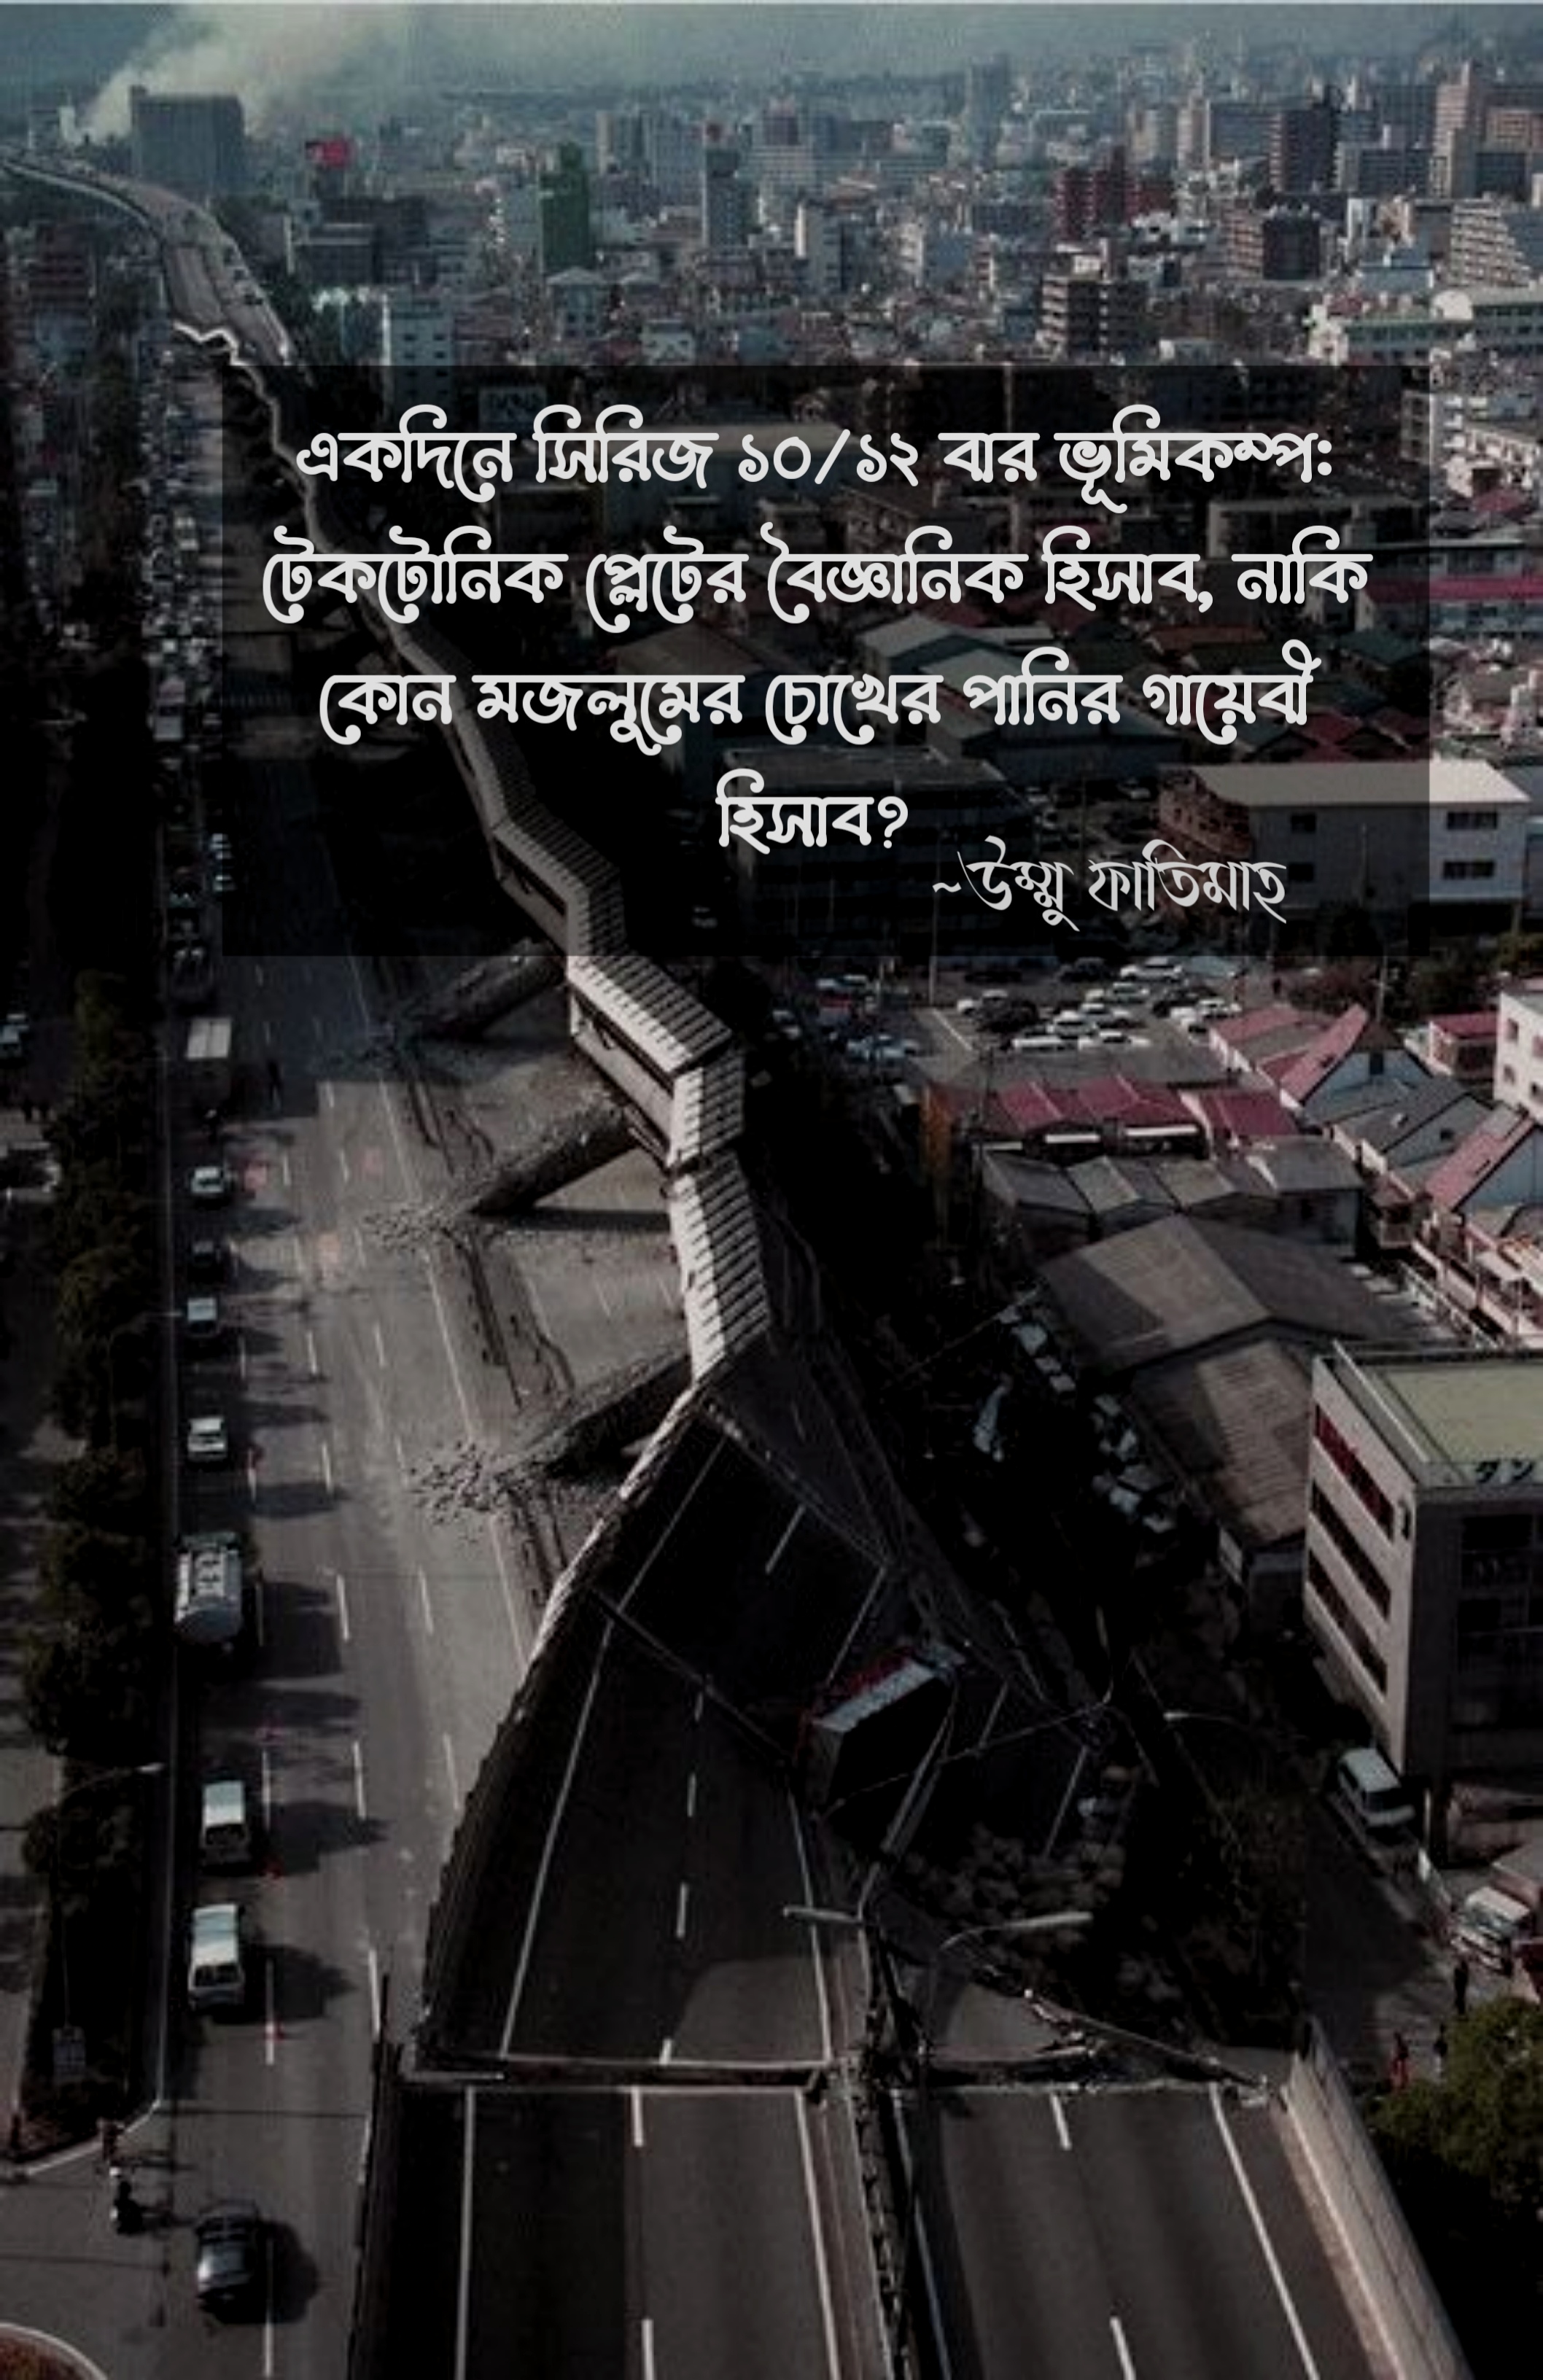 একদিনে সিরিজ ১০/১২ বার ভূমিকম্প:
টেকটোনিক প্লেটের বৈজ্ঞানিক হিসাব, নাকি
কোন মজলুমের চোখের পানির গায়েবী
হিসাব?
~উম্মু ফাতিমাহ